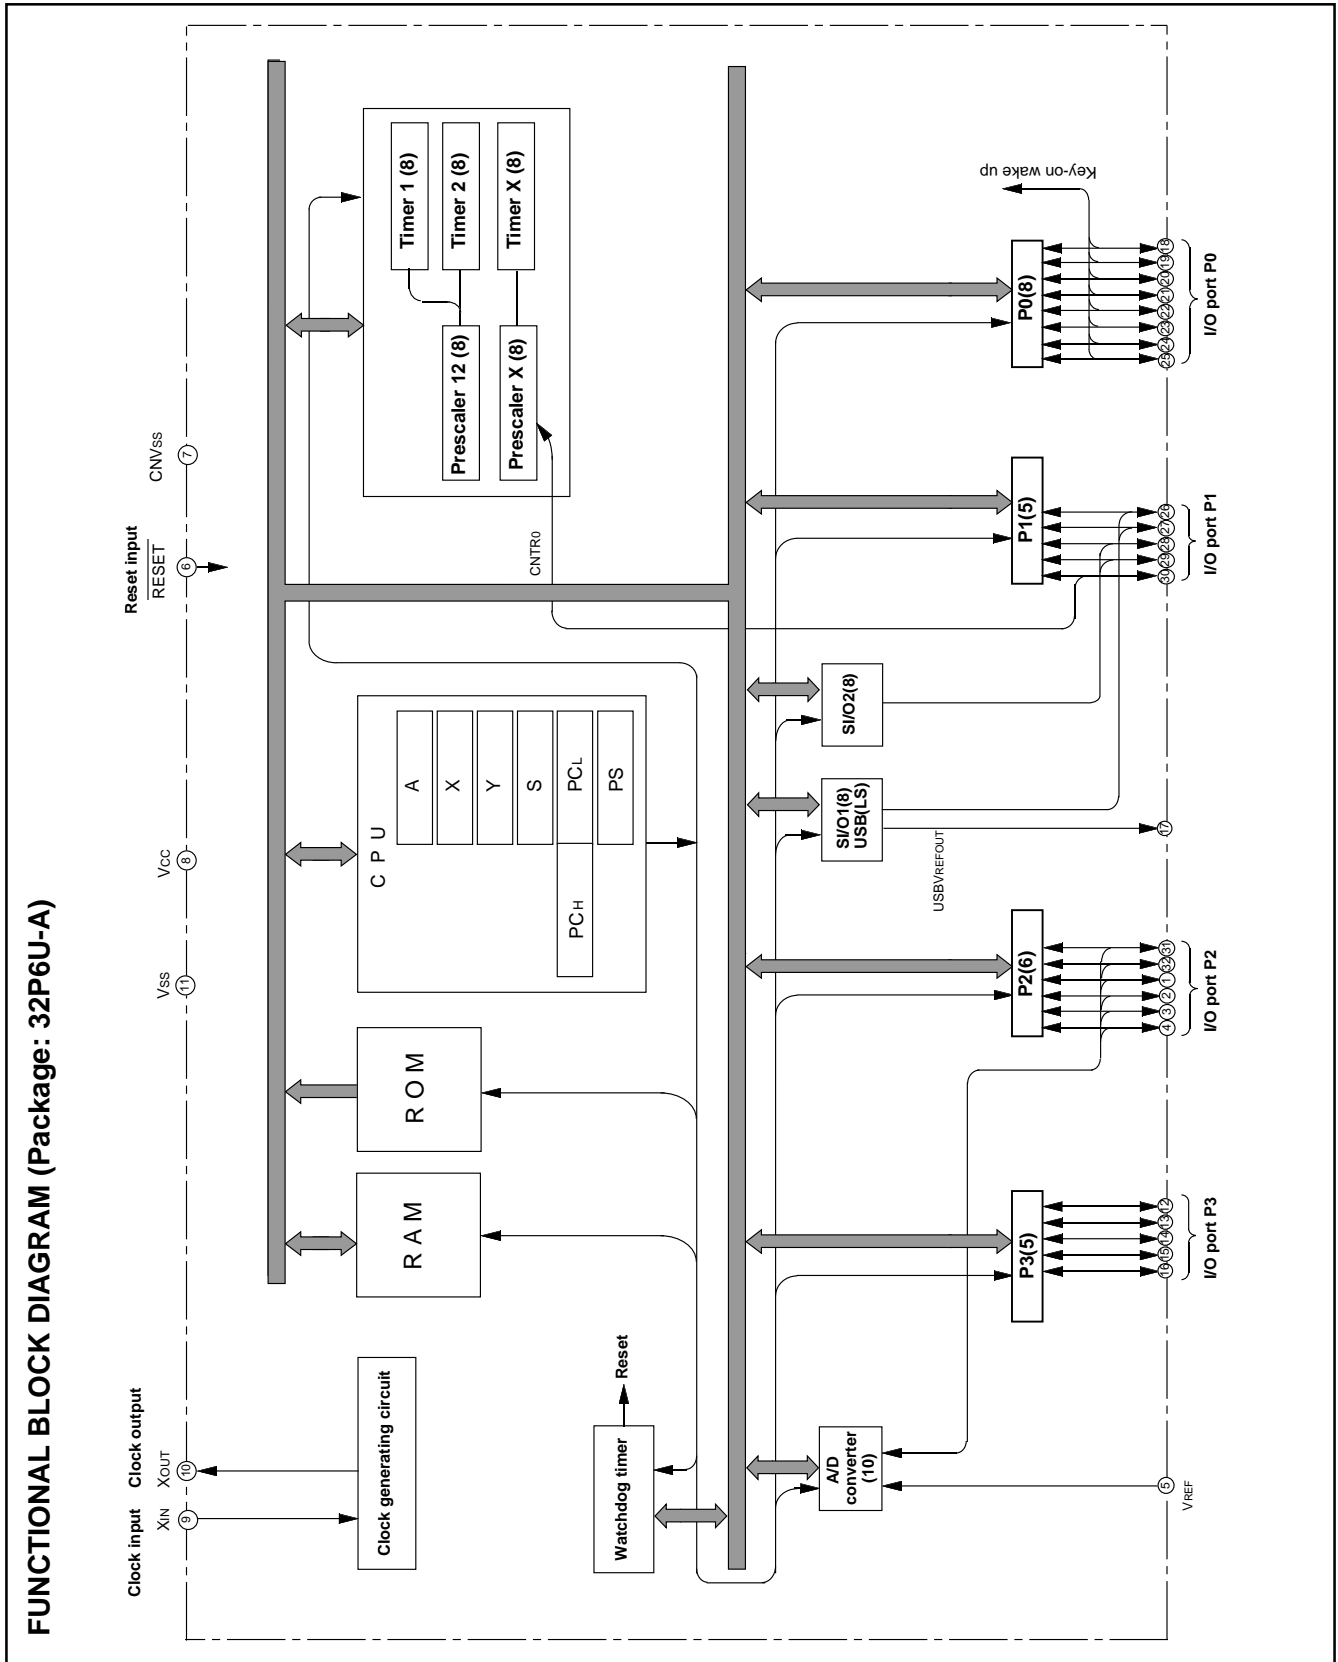 FUNCTIONAL BLOCK DIAGRAM (Package: 32P6U-A)
Clock input
Clock output
Reset input
XIN
XOUT
VSS
VCC
RESET
CNVSS
9
10
11
8
6
7
Clock generating circuit
RAM
ROM
CPU
A
X
Y
S
PCH
PCL
PS
Timer 1 (8)
Prescaler 12 (8)
Timer 2 (8)
Prescaler X (8)
Timer X (8)
CNTR0
Watchdog timer
Reset
A/D
converter
(10)
SI/O1(8)
USB(LS)
SI/O2(8)
USBVREFOUT
Key-on wake up
P3(5)
P2(6)
P1(5)
P0(8)
5
16
15
14
13
12
4
3
2
1
32
31
17
30
29
28
27
26
25
24
23
22
21
20
19
18
VREF
I/O port P3
I/O port P2
I/O port P1
I/O port P0